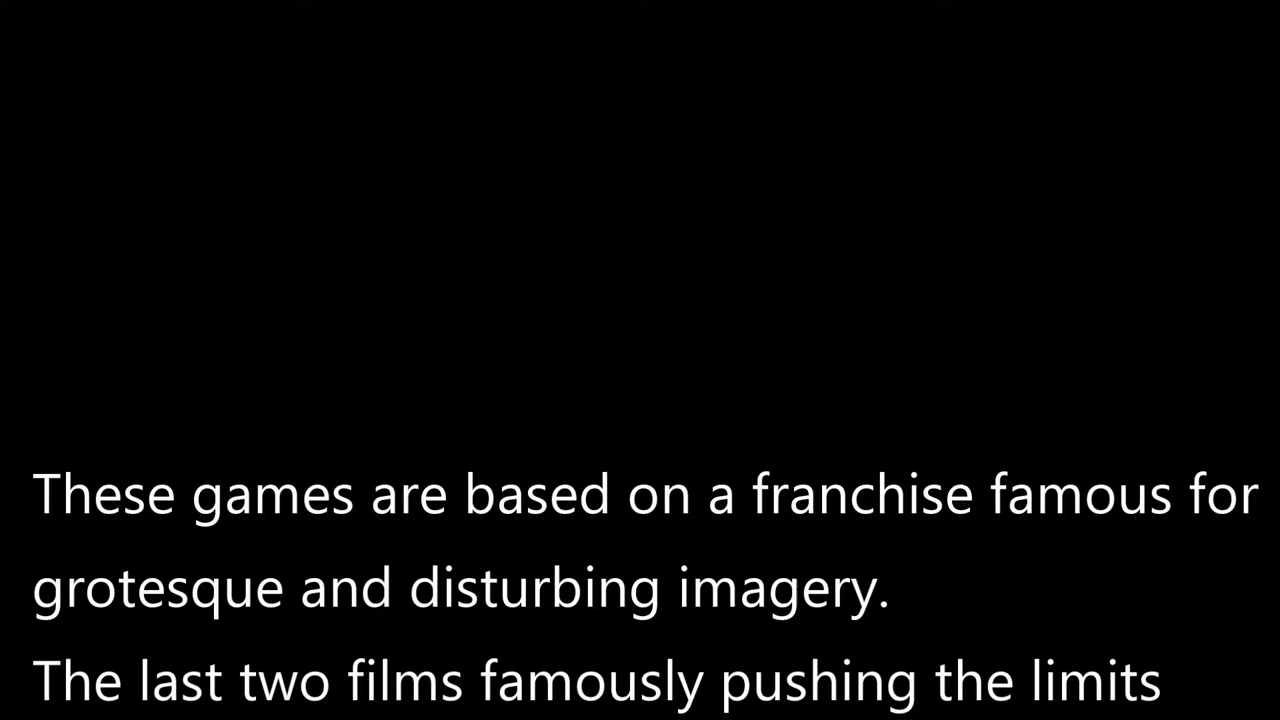 These games are based on a franchise famous for
grotesque and disturbing imagery.
The last two films famously pushing the limits